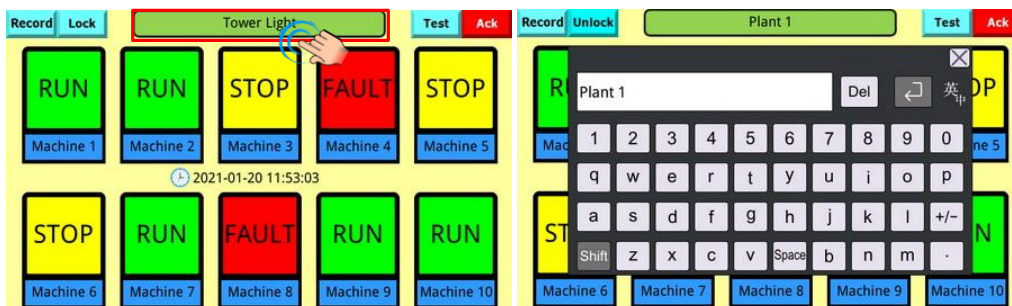 Record Lock Tower Light Test Ack
RUN RUN STOP FAULT STOP
Machine 1 Machine 2 Machine 3 Machine 4 Machine 5
2021-01-20 11:53:03
STOP RUN FAULT RUN RUN
Machine 6 Machine 7 Machine 8 Machine 9 Machine 10
Record Unlock Plant 1 Test Ack
Plant 1 Del 英中
1 2 3 4 5 6 7 8 9 0
q w e r t y u i o p
a s d f g h j k l +/-
Shift z x c v Space b n m .
Machine 6 Machine 7 Machine 8 Machine 9 Machine 10